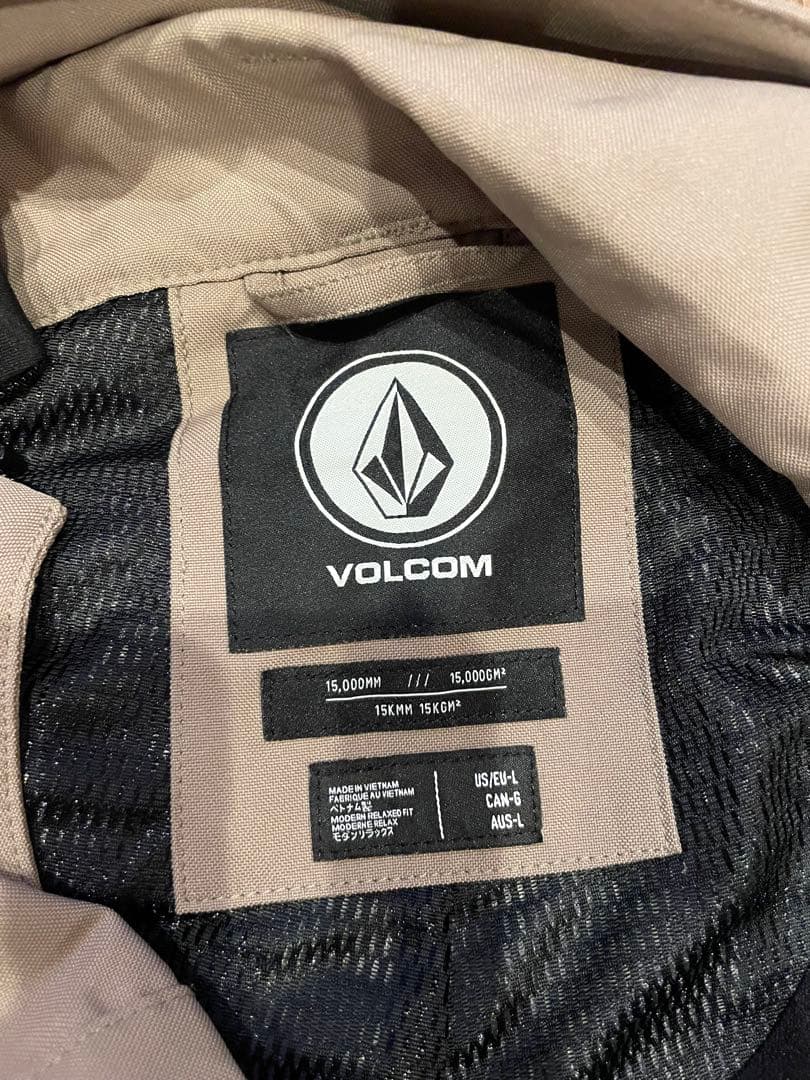 VOLCOM
15,000MM /// 15,000GM²
15KMM 15KGM²
MADE IN VIETNAM
FABRIQUE AU VIETNAM
ベトナム製
MODERN RELAXED FIT
MODERNE RELAX
モダンリラックス
US/EU-L
CAN-G
AUS-L